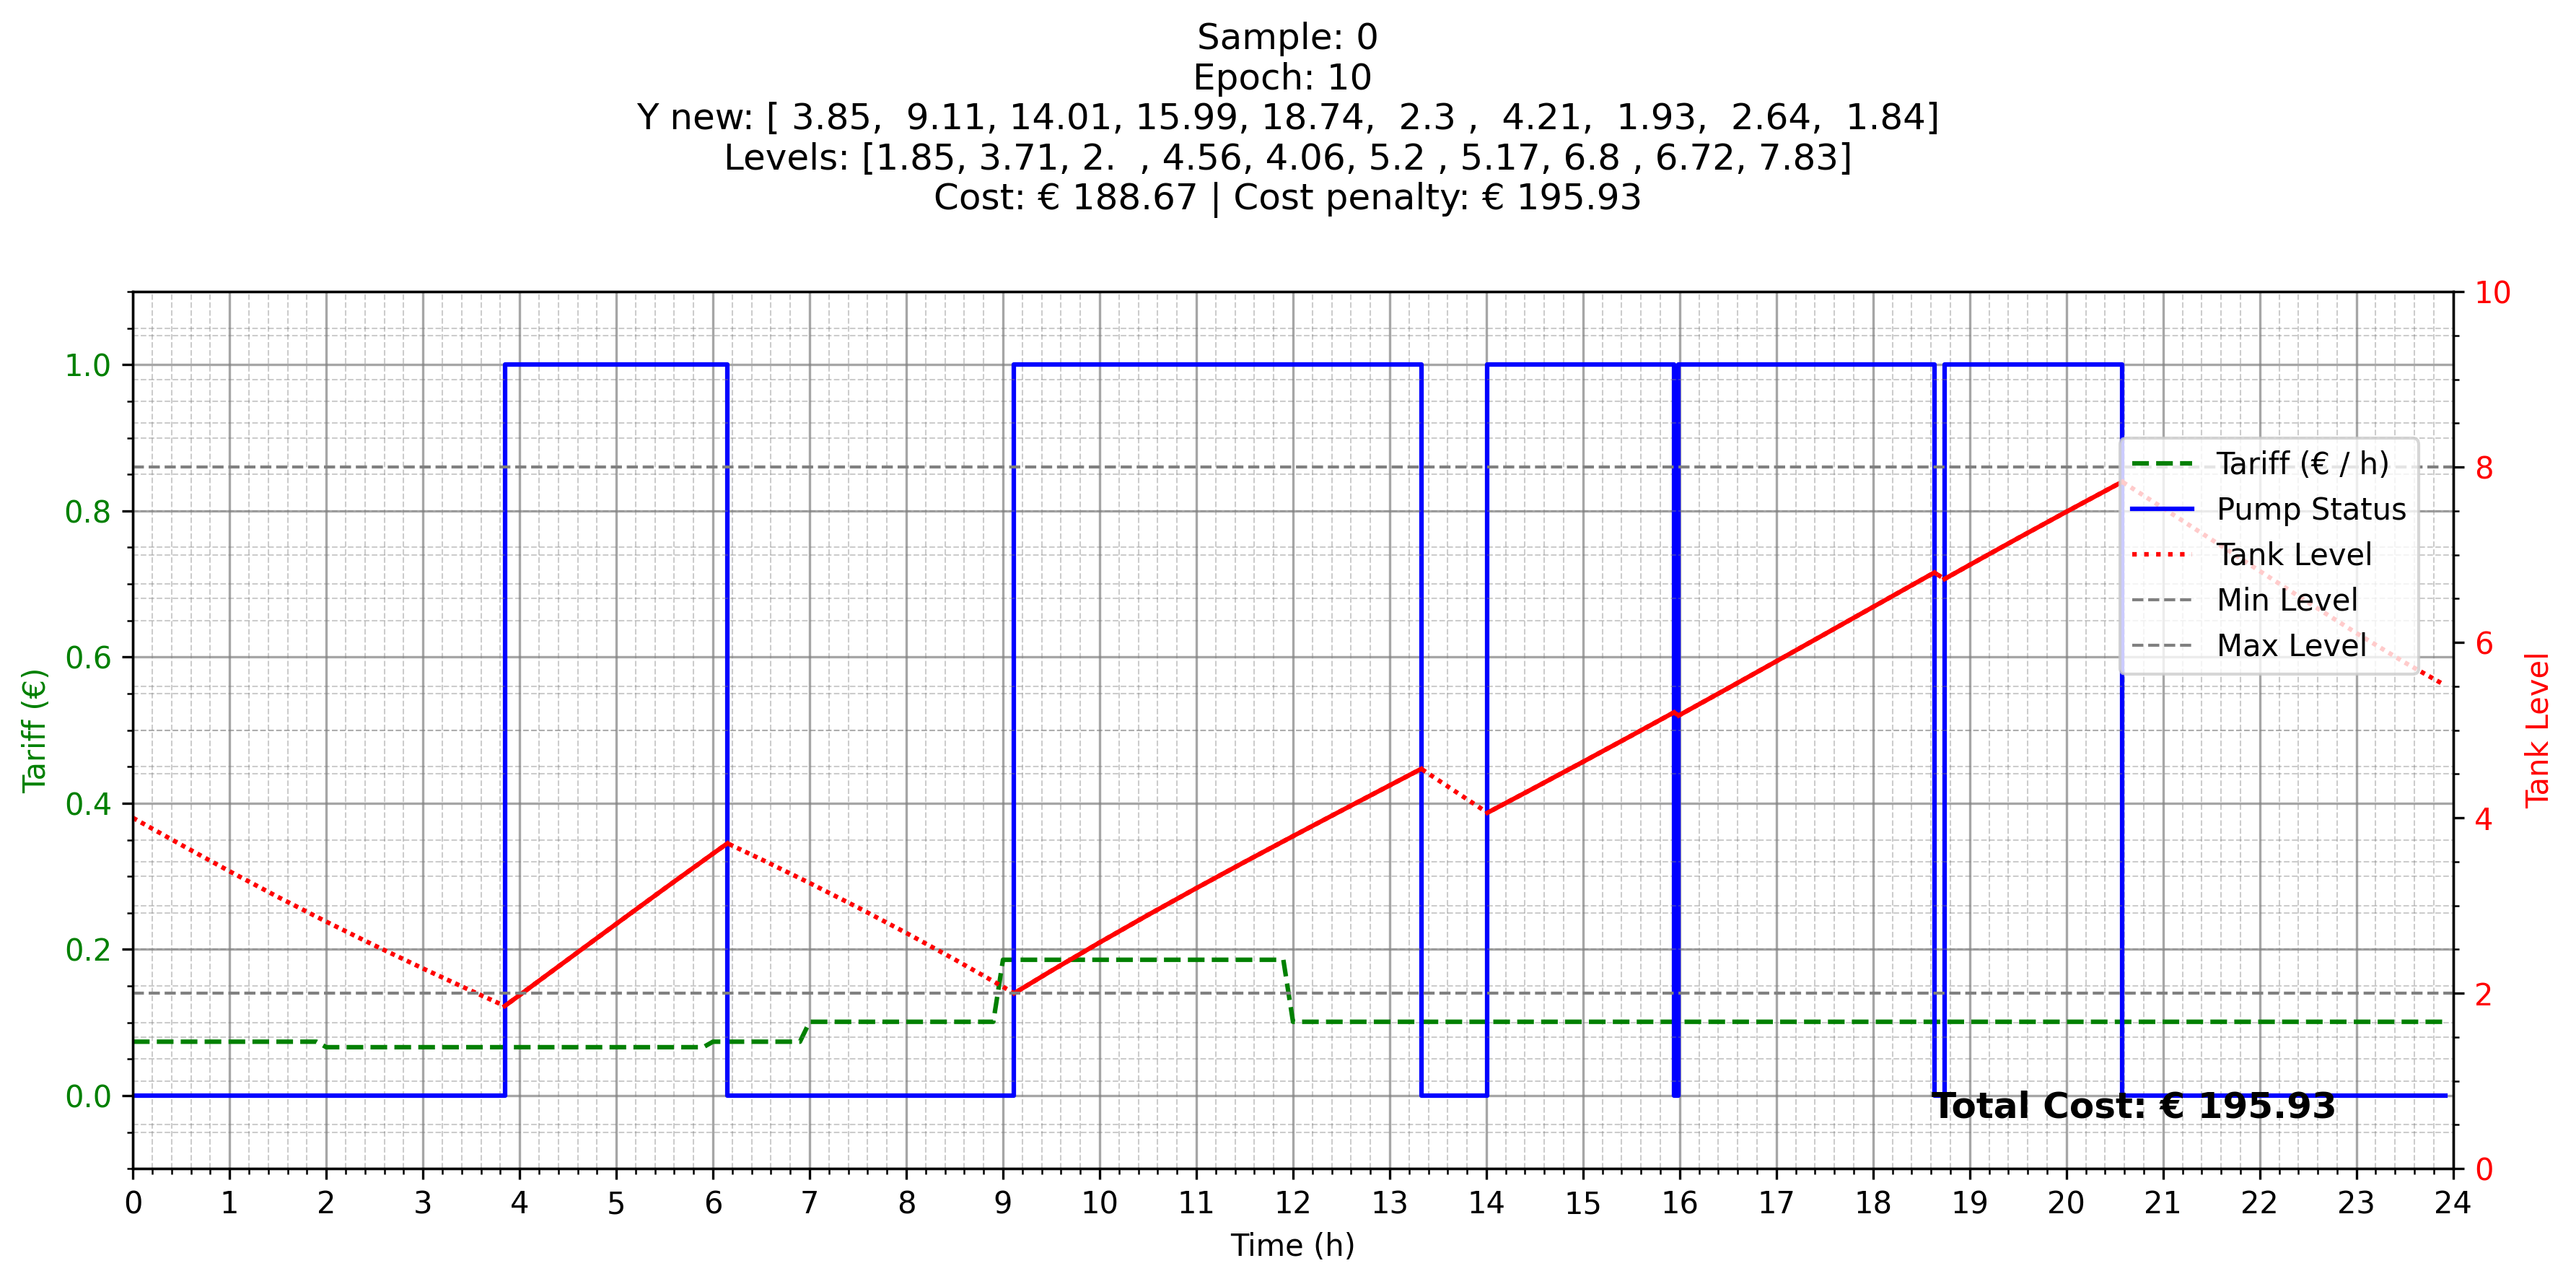 Sample: 0
Epoch: 10
Y new: [ 3.85,  9.11, 14.01, 15.99, 18.74,  2.3 ,  4.21,  1.93,  2.64,  1.84]
Levels: [1.85, 3.71, 2.  , 4.56, 4.06, 5.2 , 5.17, 6.8 , 6.72, 7.83]
Cost: € 188.67 | Cost penalty: € 195.93
1.0
0.8
0.6
0.4
0.2
0.0
Tariff (€)
10
8
6
4
2
0
Tank Level
Tariff (€ / h)
Pump Status
Tank Level
Min Level
Max Level
Total Cost: € 195.93
0 1 2 3 4 5 6 7 8 9 10 11 12 13 14 15 16 17 18 19 20 21 22 23 24
Time (h)